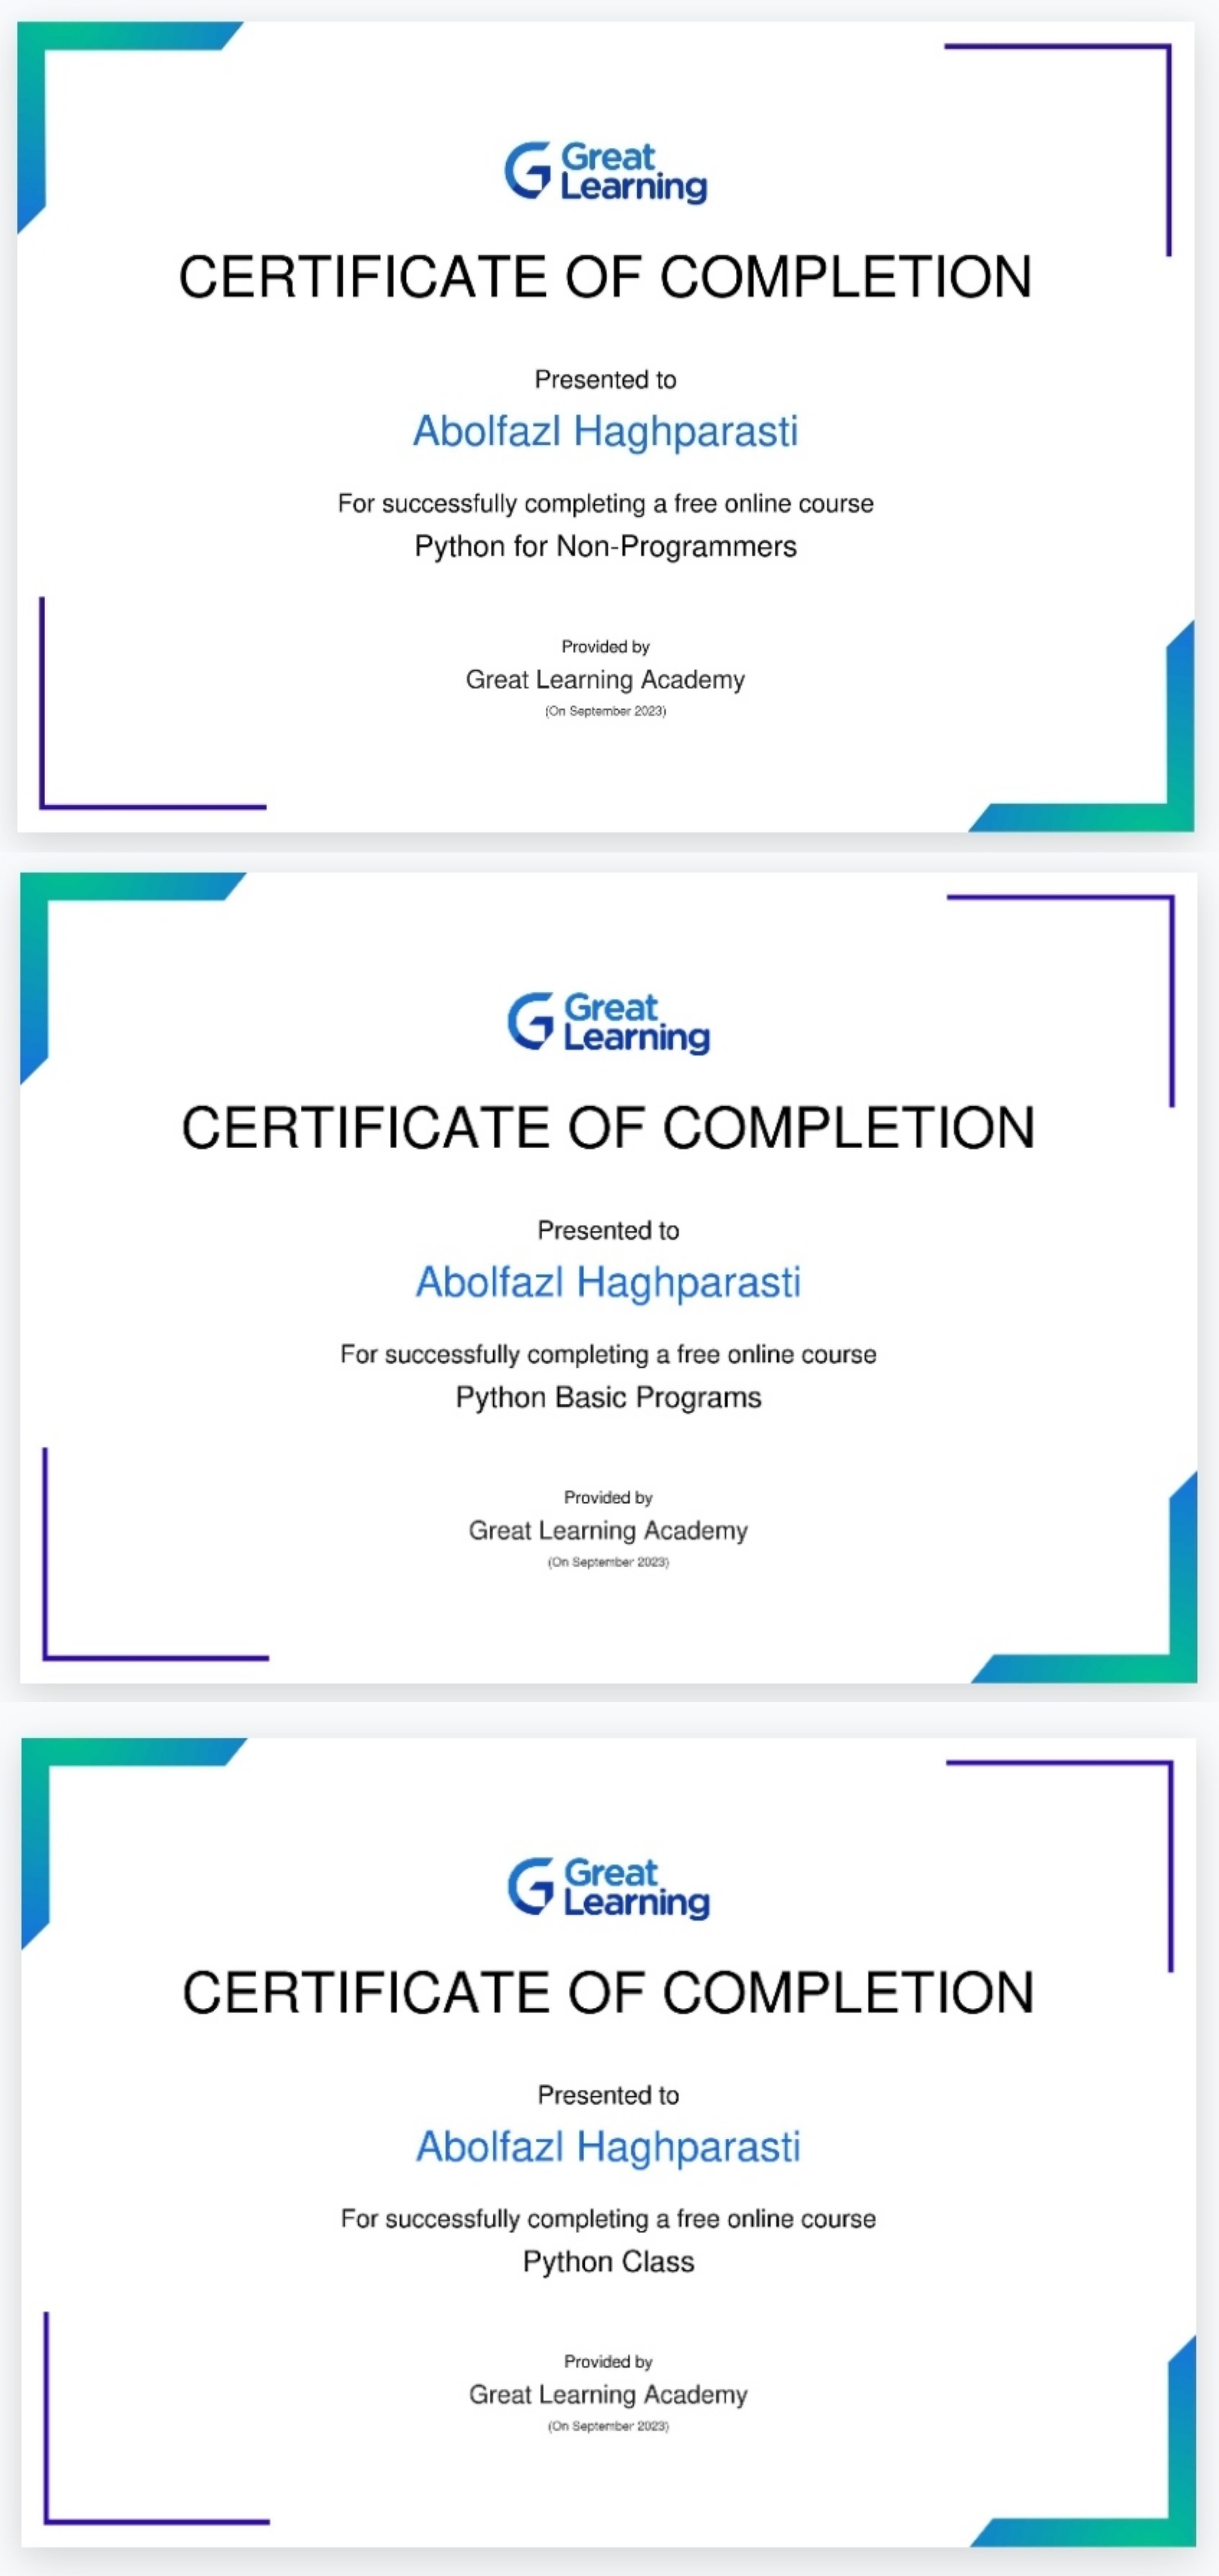 Great
Learning
CERTIFICATE OF COMPLETION
Presented to
Abolfazl Haghparasti
For successfully completing a free online course
Python for Non-Programmers
Provided by
Great Learning Academy
(On September 2023)
Great
Learning
CERTIFICATE OF COMPLETION
Presented to
Abolfazl Haghparasti
For successfully completing a free online course
Python Basic Programs
Provided by
Great Learning Academy
(On September 2023)
Great
Learning
CERTIFICATE OF COMPLETION
Presented to
Abolfazl Haghparasti
For successfully completing a free online course
Python Class
Provided by
Great Learning Academy
(On September 2023)